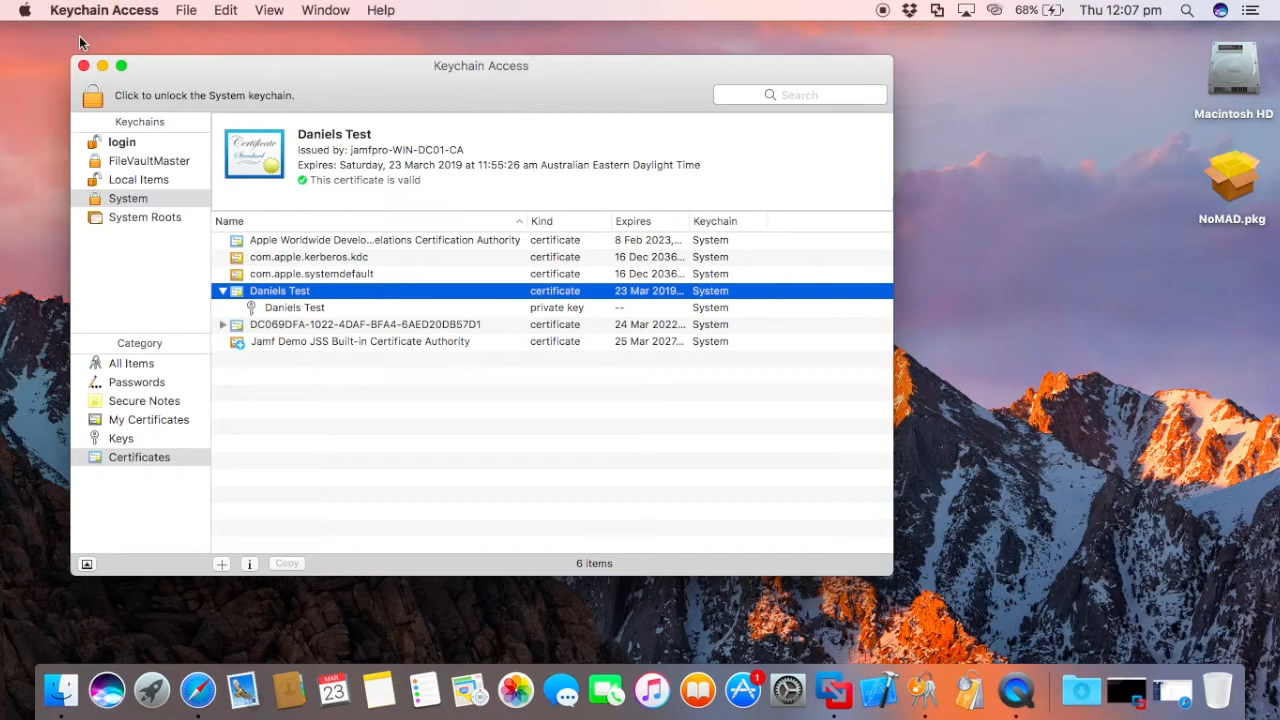 Keychain Access File Edit View Window Help 68% Thu 12:07 pm
Keychain Access
Click to unlock the System keychain.
Search
Macintosh HD
NoMAD.pkg
Keychains
login
FileVaultMaster
Local Items
System
System Roots
Certificate
Standard
Daniels Test
Issued by: jamfpro-WIN-DC01-CA
Expires: Saturday, 23 March 2019 at 11:55:26 am Australian Eastern Daylight Time
This certificate is valid
Name Kind Expires Keychain
Apple Worldwide Develo...elations Certification Authority certificate 8 Feb 2023,... System
com.apple.kerberos.kdc certificate 16 Dec 2036... System
com.apple.systemdefault certificate 16 Dec 2036... System
Daniels Test certificate 23 Mar 2019... System
Daniels Test private key -- System
DC069DFA-1022-4DAF-BFA4-6AED20DB57D1 certificate 24 Mar 2022... System
Jamf Demo JSS Built-in Certificate Authority certificate 25 Mar 2027... System
Category
All Items
Passwords
Secure Notes
My Certificates
Keys
Certificates
+ i Copy 6 items
MAR
23
1